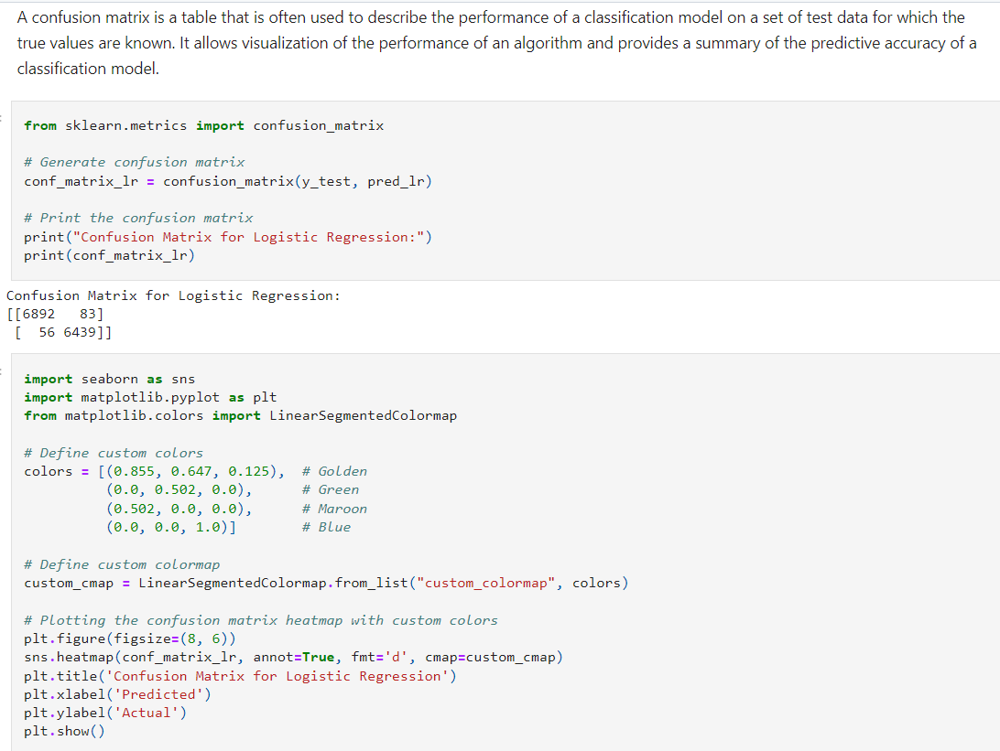 A confusion matrix is a table that is often used to describe the performance of a classification model on a set of test data for which the
true values are known. It allows visualization of the performance of an algorithm and provides a summary of the predictive accuracy of a
classification model.
from sklearn.metrics import confusion_matrix
# Generate confusion matrix
conf_matrix_lr = confusion_matrix(y_test, pred_lr)
# Print the confusion matrix
print("Confusion Matrix for Logistic Regression:")
print(conf_matrix_lr)
Confusion Matrix for Logistic Regression:
[[6892   83]
 [  56 6439]]
import seaborn as sns
import matplotlib.pyplot as plt
from matplotlib.colors import LinearSegmentedColormap
# Define custom colors
colors = [(0.855, 0.647, 0.125),  # Golden
          (0.0, 0.502, 0.0),      # Green
          (0.502, 0.0, 0.0),      # Maroon
          (0.0, 0.0, 1.0)]        # Blue
# Define custom colormap
custom_cmap = LinearSegmentedColormap.from_list("custom_colormap", colors)
# Plotting the confusion matrix heatmap with custom colors
plt.figure(figsize=(8, 6))
sns.heatmap(conf_matrix_lr, annot=True, fmt='d', cmap=custom_cmap)
plt.title('Confusion Matrix for Logistic Regression')
plt.xlabel('Predicted')
plt.ylabel('Actual')
plt.show()